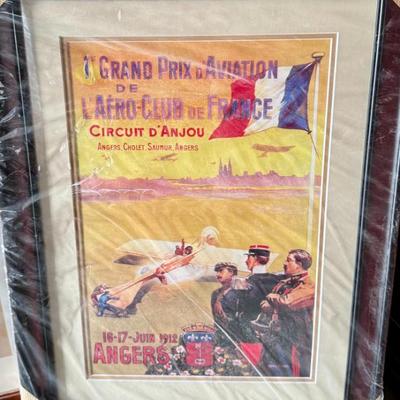 1er GRAND PRIX D'AVIATION
DE
L'AÉRO-CLUB DE FRANCE
CIRCUIT D'ANJOU
ANGERS, CHOLET, SAUMUR, ANGERS
16-17-JUIN 1912
ANGERS